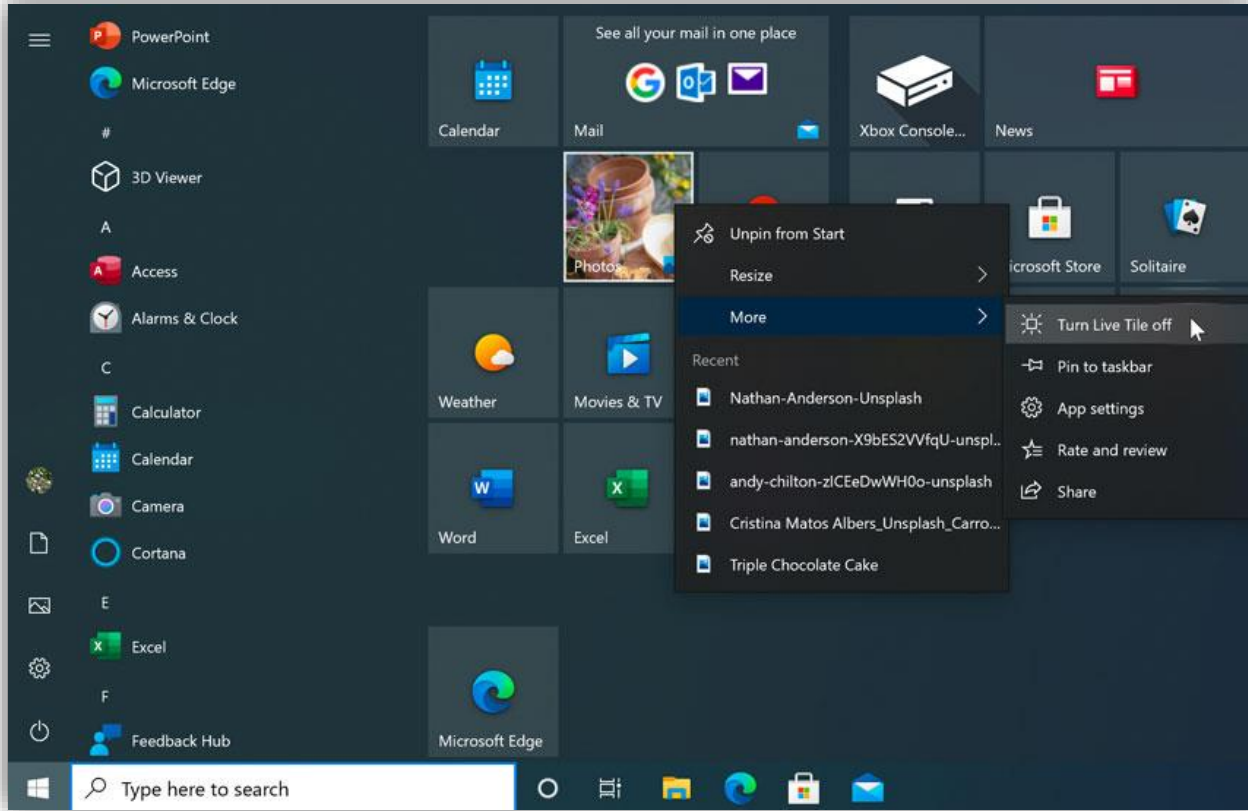 PowerPoint
Microsoft Edge
#
3D Viewer
A
Access
Alarms & Clock
C
Calculator
Calendar
Camera
Cortana
E
Excel
F
Feedback Hub
Calendar
See all your mail in one place
Mail
Xbox Console...
News
Photos
icrosoft Store
Solitaire
Weather
Movies & TV
Word
Excel
Microsoft Edge
Unpin from Start
Resize
More
Recent
Nathan-Anderson-Unsplash
nathan-anderson-X9bES2VVfqU-unspl...
andy-chilton-zICEeDwWH0o-unsplash
Cristina Matos Albers_Unsplash_Carro...
Triple Chocolate Cake
Turn Live Tile off
Pin to taskbar
App settings
Rate and review
Share
Type here to search